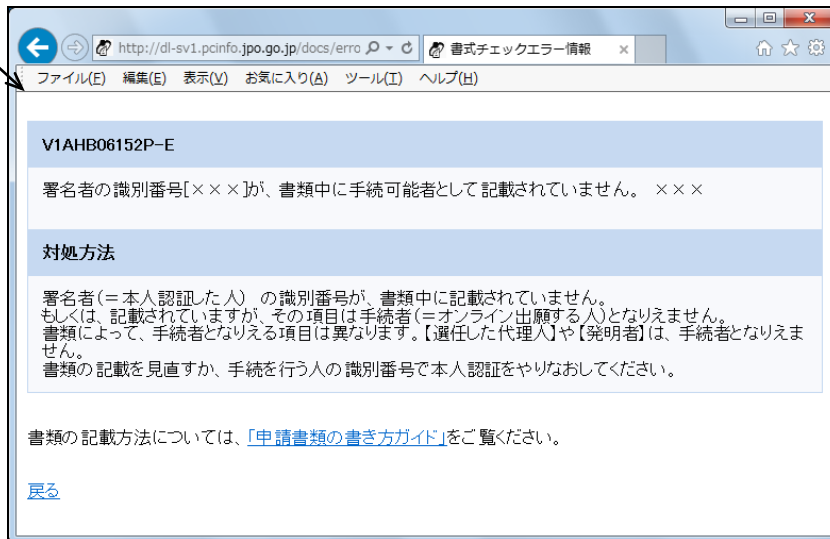 http://dl-sv1.pcinfo.jpo.go.jp/docs/erro
書式チェックエラー情報
ファイル(F) 編集(E) 表示(V) お気に入り(A) ツール(T) ヘルプ(H)
V1AHB06152P-E
署名者の識別番号[×××]が、書類中に手続可能者として記載されていません。 ×××
対処方法
署名者(=本人認証した人) の識別番号が、書類中に記載されていません。
もしくは、記載されていますが、その項目は手続者(=オンライン出願する人)となりえません。
書類によって、手続者となりえる項目は異なります。【選任した代理人】や【発明者】は、手続者となりえま
せん。
書類の記載を見直すか、手続を行う人の識別番号で本人認証をやりなおしてください。
書類の記載方法については、「申請書類の書き方ガイド」をご覧ください。
戻る